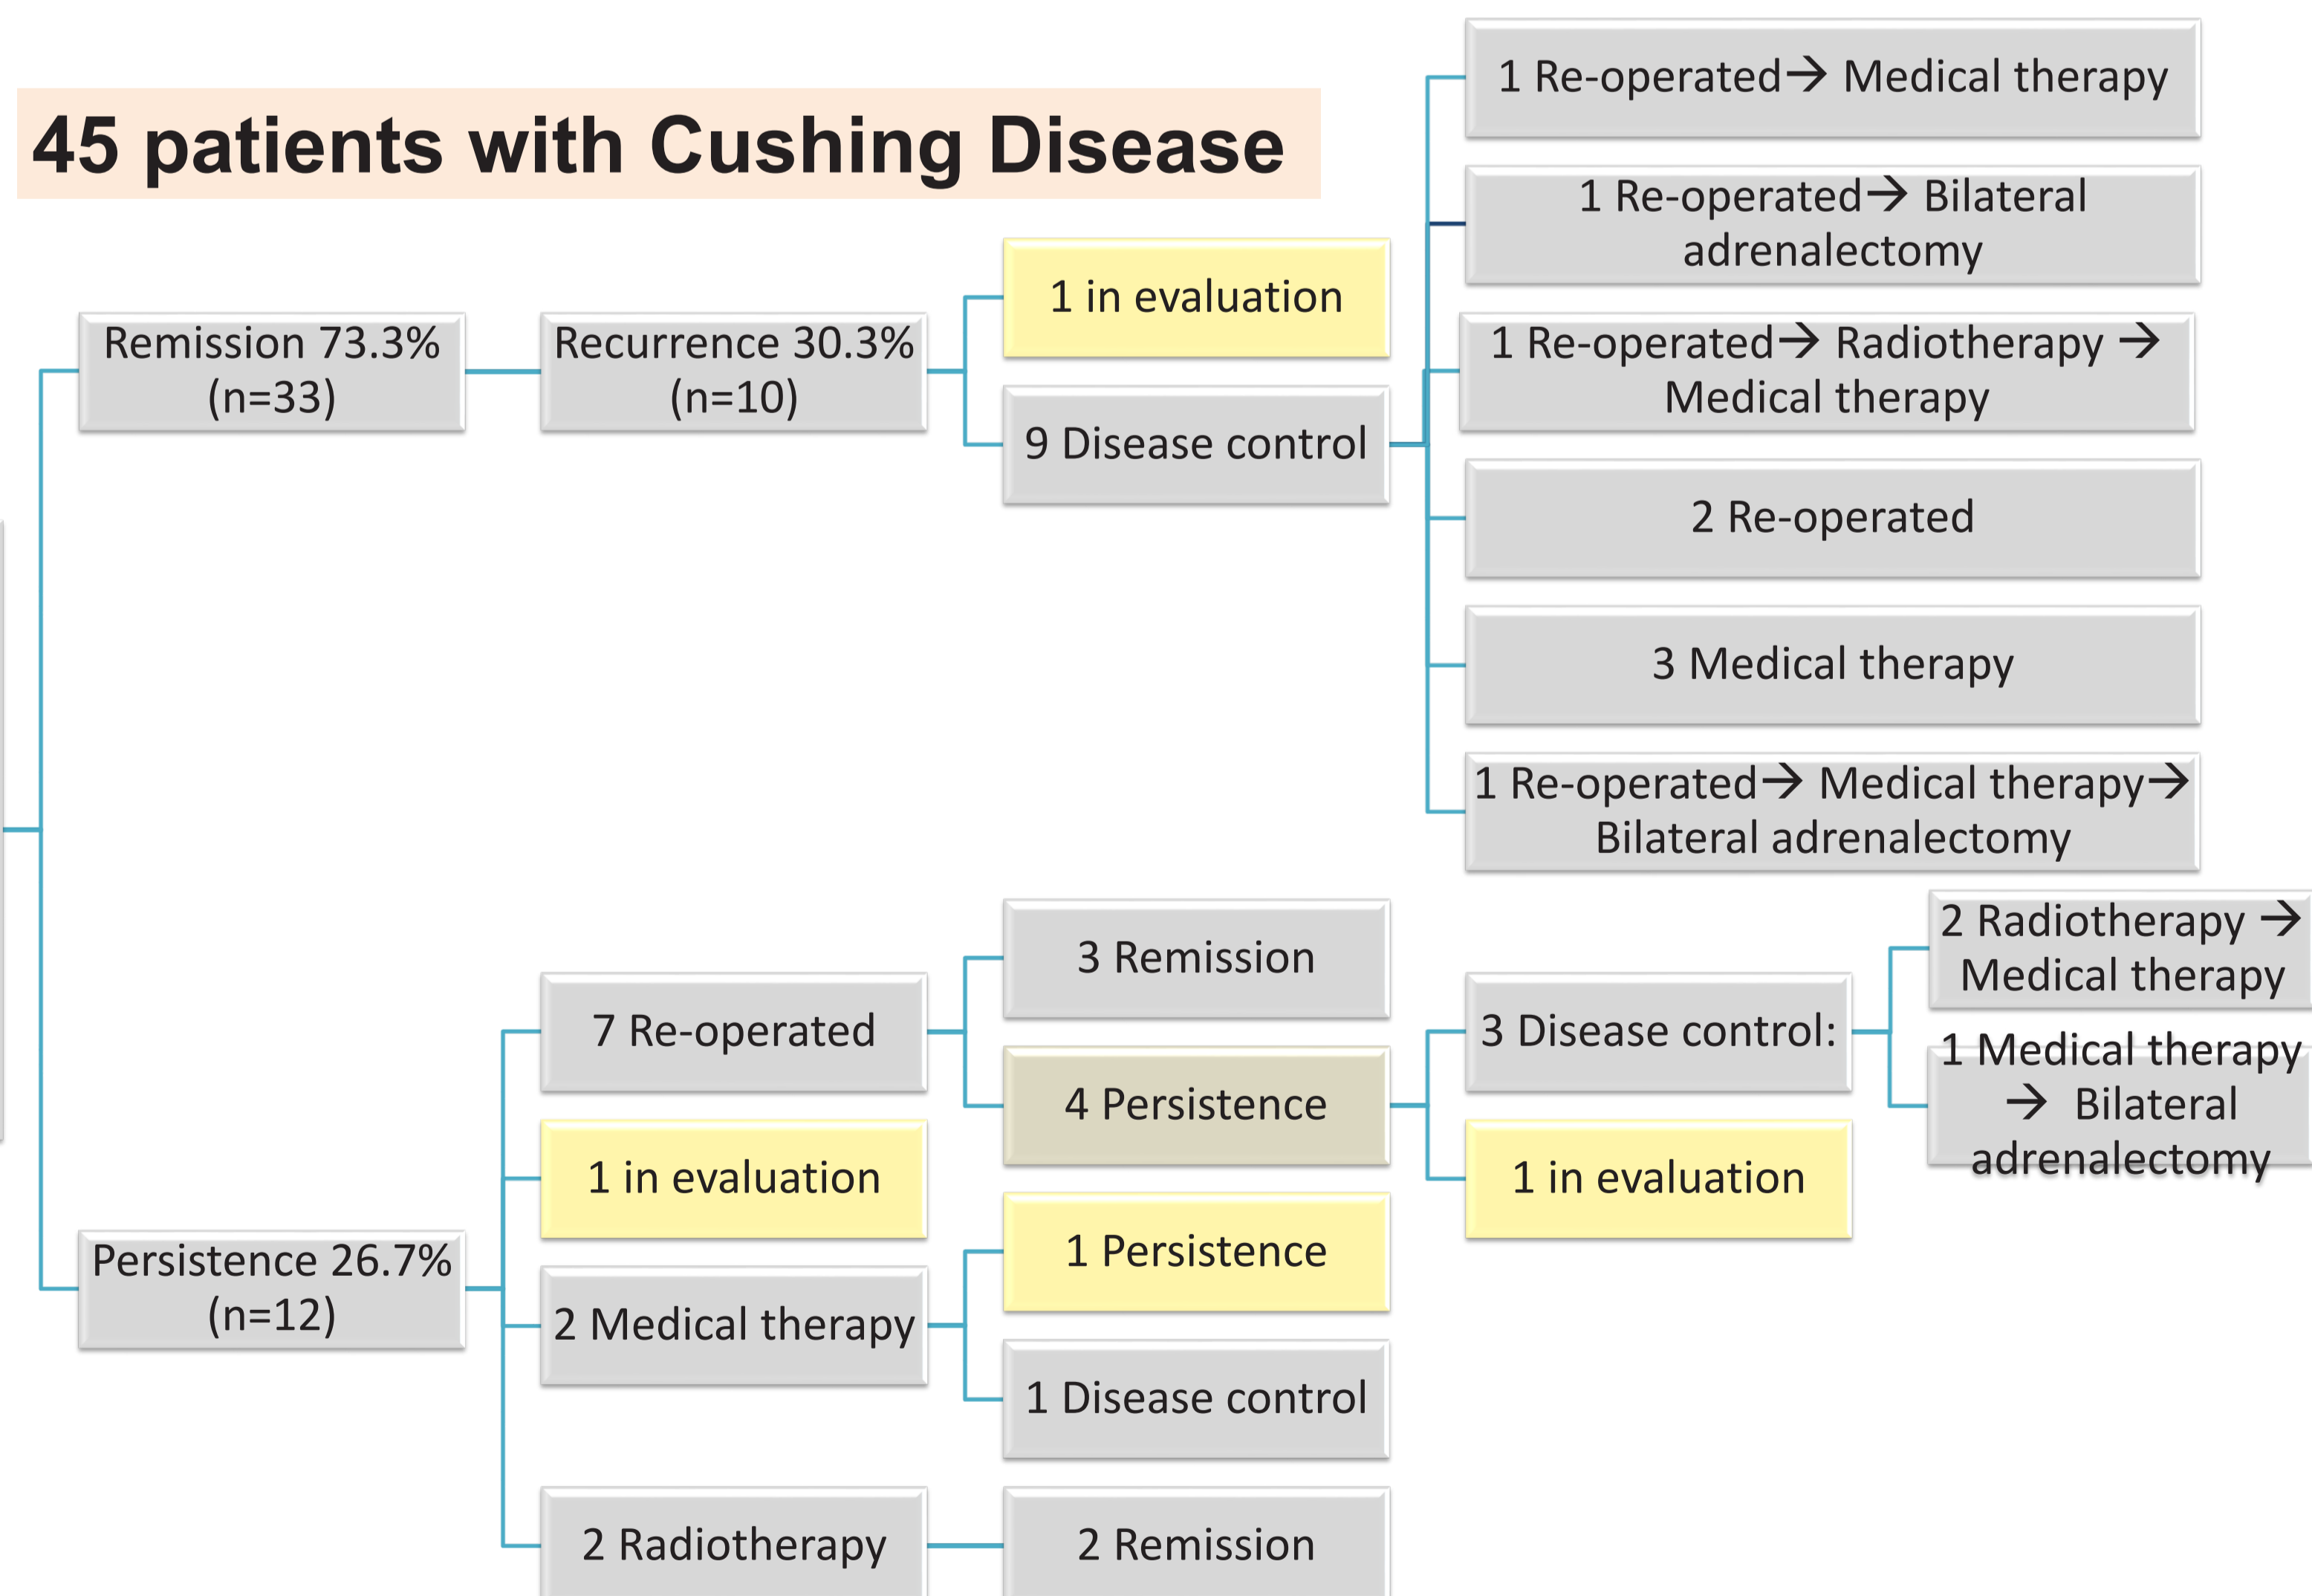 45 patients with Cushing Disease
Remission 73.3%
(n=33)
Recurrence 30.3%
(n=10)
1 in evaluation
9 Disease control
1 Re-operated→ Medical therapy
1 Re-operated→ Bilateral
adrenalectomy
1 Re-operated→ Radiotherapy →
Medical therapy
2 Re-operated
3 Medical therapy
1 Re-operated→ Medical therapy→
Bilateral adrenalectomy
Persistence 26.7%
(n=12)
7 Re-operated
3 Remission
4 Persistence
3 Disease control:
2 Radiotherapy →
Medical therapy
1 Medical therapy
→ Bilateral
adrenalectomy
1 in evaluation
1 in evaluation
2 Medical therapy
1 Persistence
1 Disease control
2 Radiotherapy
2 Remission